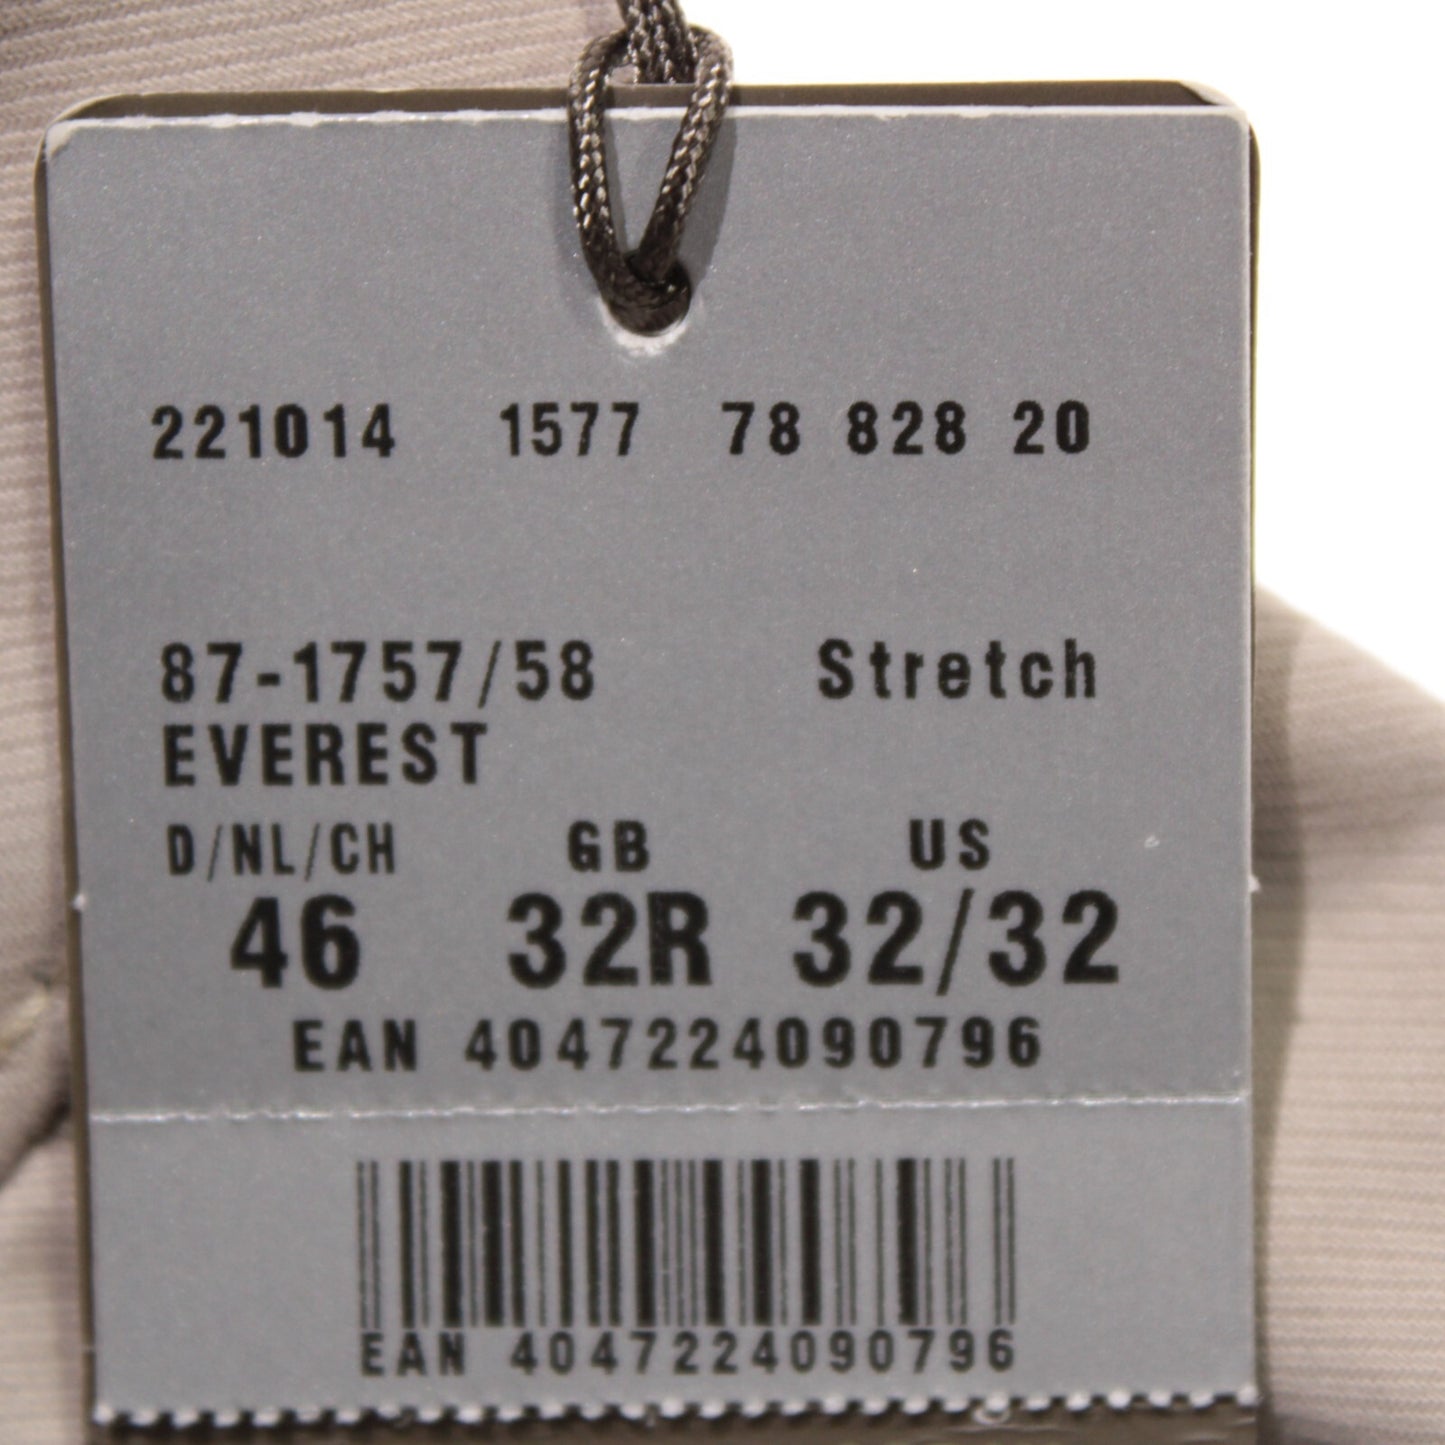 221014 1577 78 828 20
87-1757/58 Stretch
EVEREST
D/NL/CH GB US
46 32R 32/32
EAN 4047224090796
EAN 4047224090796